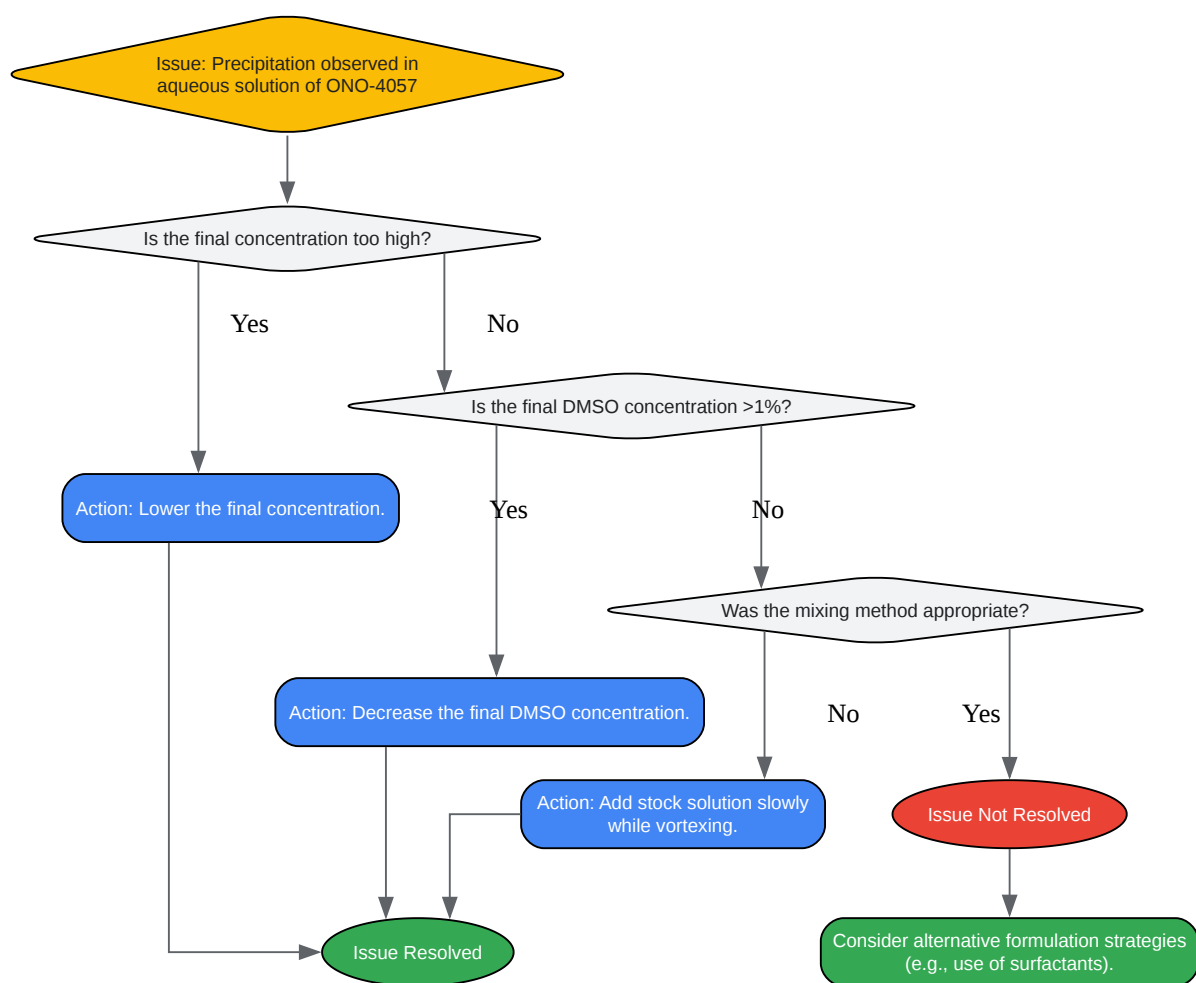 Issue: Precipitation observed in
aqueous solution of ONO-4057
Is the final concentration too high?
Yes
No
Is the final DMSO concentration >1%?
Action: Lower the final concentration.
Yes
No
Was the mixing method appropriate?
Action: Decrease the final DMSO concentration.
No
Yes
Action: Add stock solution slowly
while vortexing.
Issue Not Resolved
Issue Resolved
Consider alternative formulation strategies
(e.g., use of surfactants).